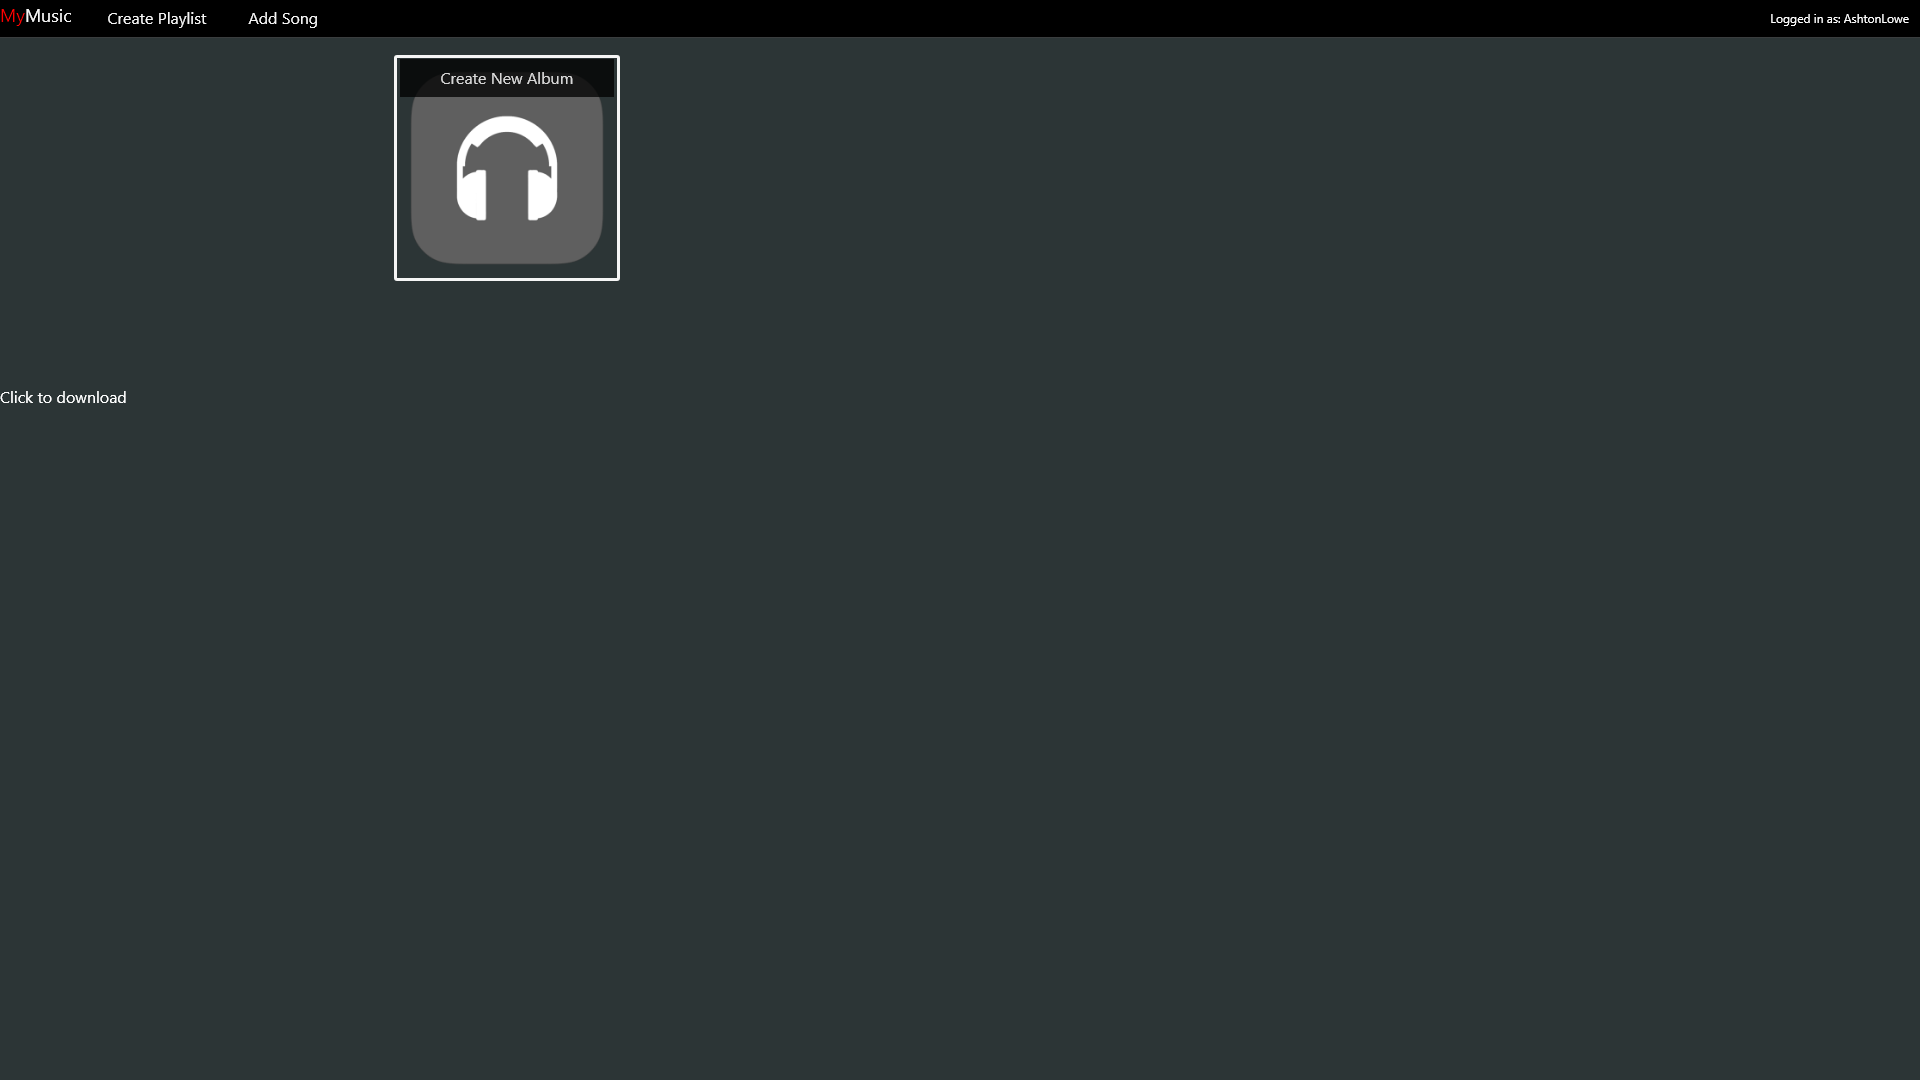 MyMusic
Create Playlist
Add Song
Logged in as: AshtonLowe
Create New Album
Click to download